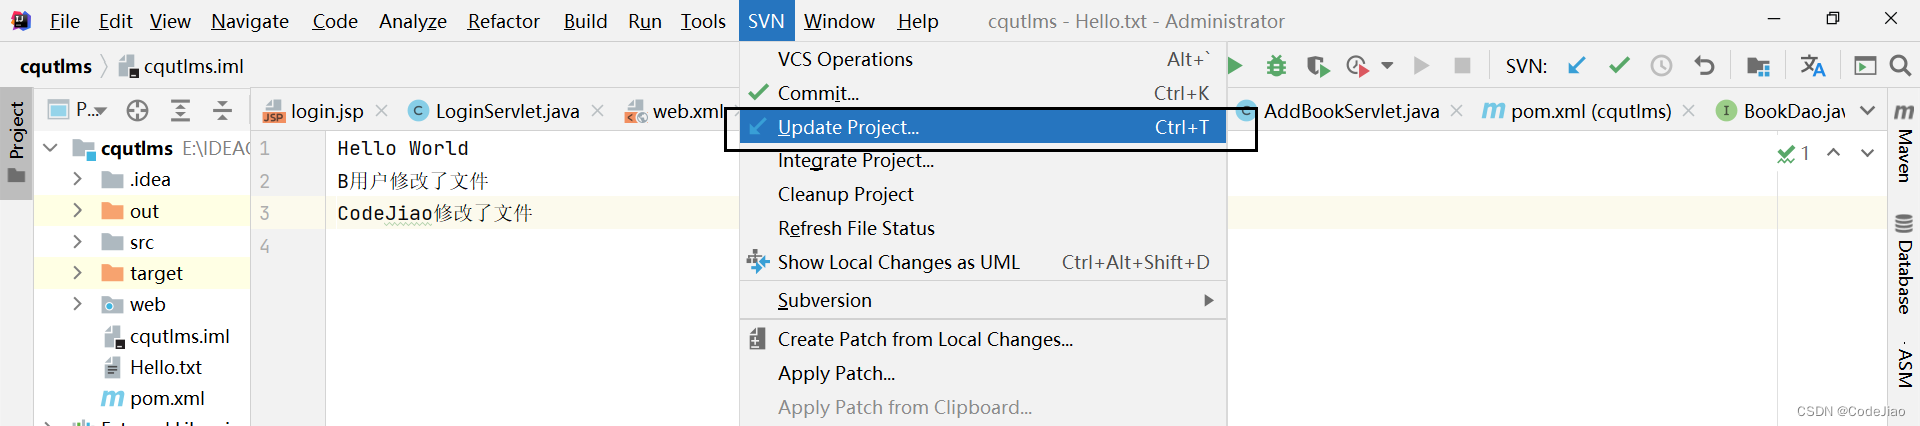 File Edit View Navigate Code Analyze Refactor Build Run Tools SVN Window Help cqutlms - Hello.txt - Administrator
cqutlms cqutlms.iml
SVN:
Project
P...
login.jsp LoginServlet.java web.xml
AddBookServlet.java pom.xml (cqutlms) BookDao.jav
cqutlms E:\IDEAC
.idea
out
src
target
web
cqutlms.iml
Hello.txt
pom.xml
1 Hello World
2 B用户修改了文件
3 CodeJiao修改了文件
4
VCS Operations Alt+`
Commit... Ctrl+K
Update Project... Ctrl+T
Integrate Project...
Cleanup Project
Refresh File Status
Show Local Changes as UML Ctrl+Alt+Shift+D
Subversion
Create Patch from Local Changes...
Apply Patch...
Apply Patch from Clipboard...
1
Maven
Database
ASM
CSDN @CodeJiao